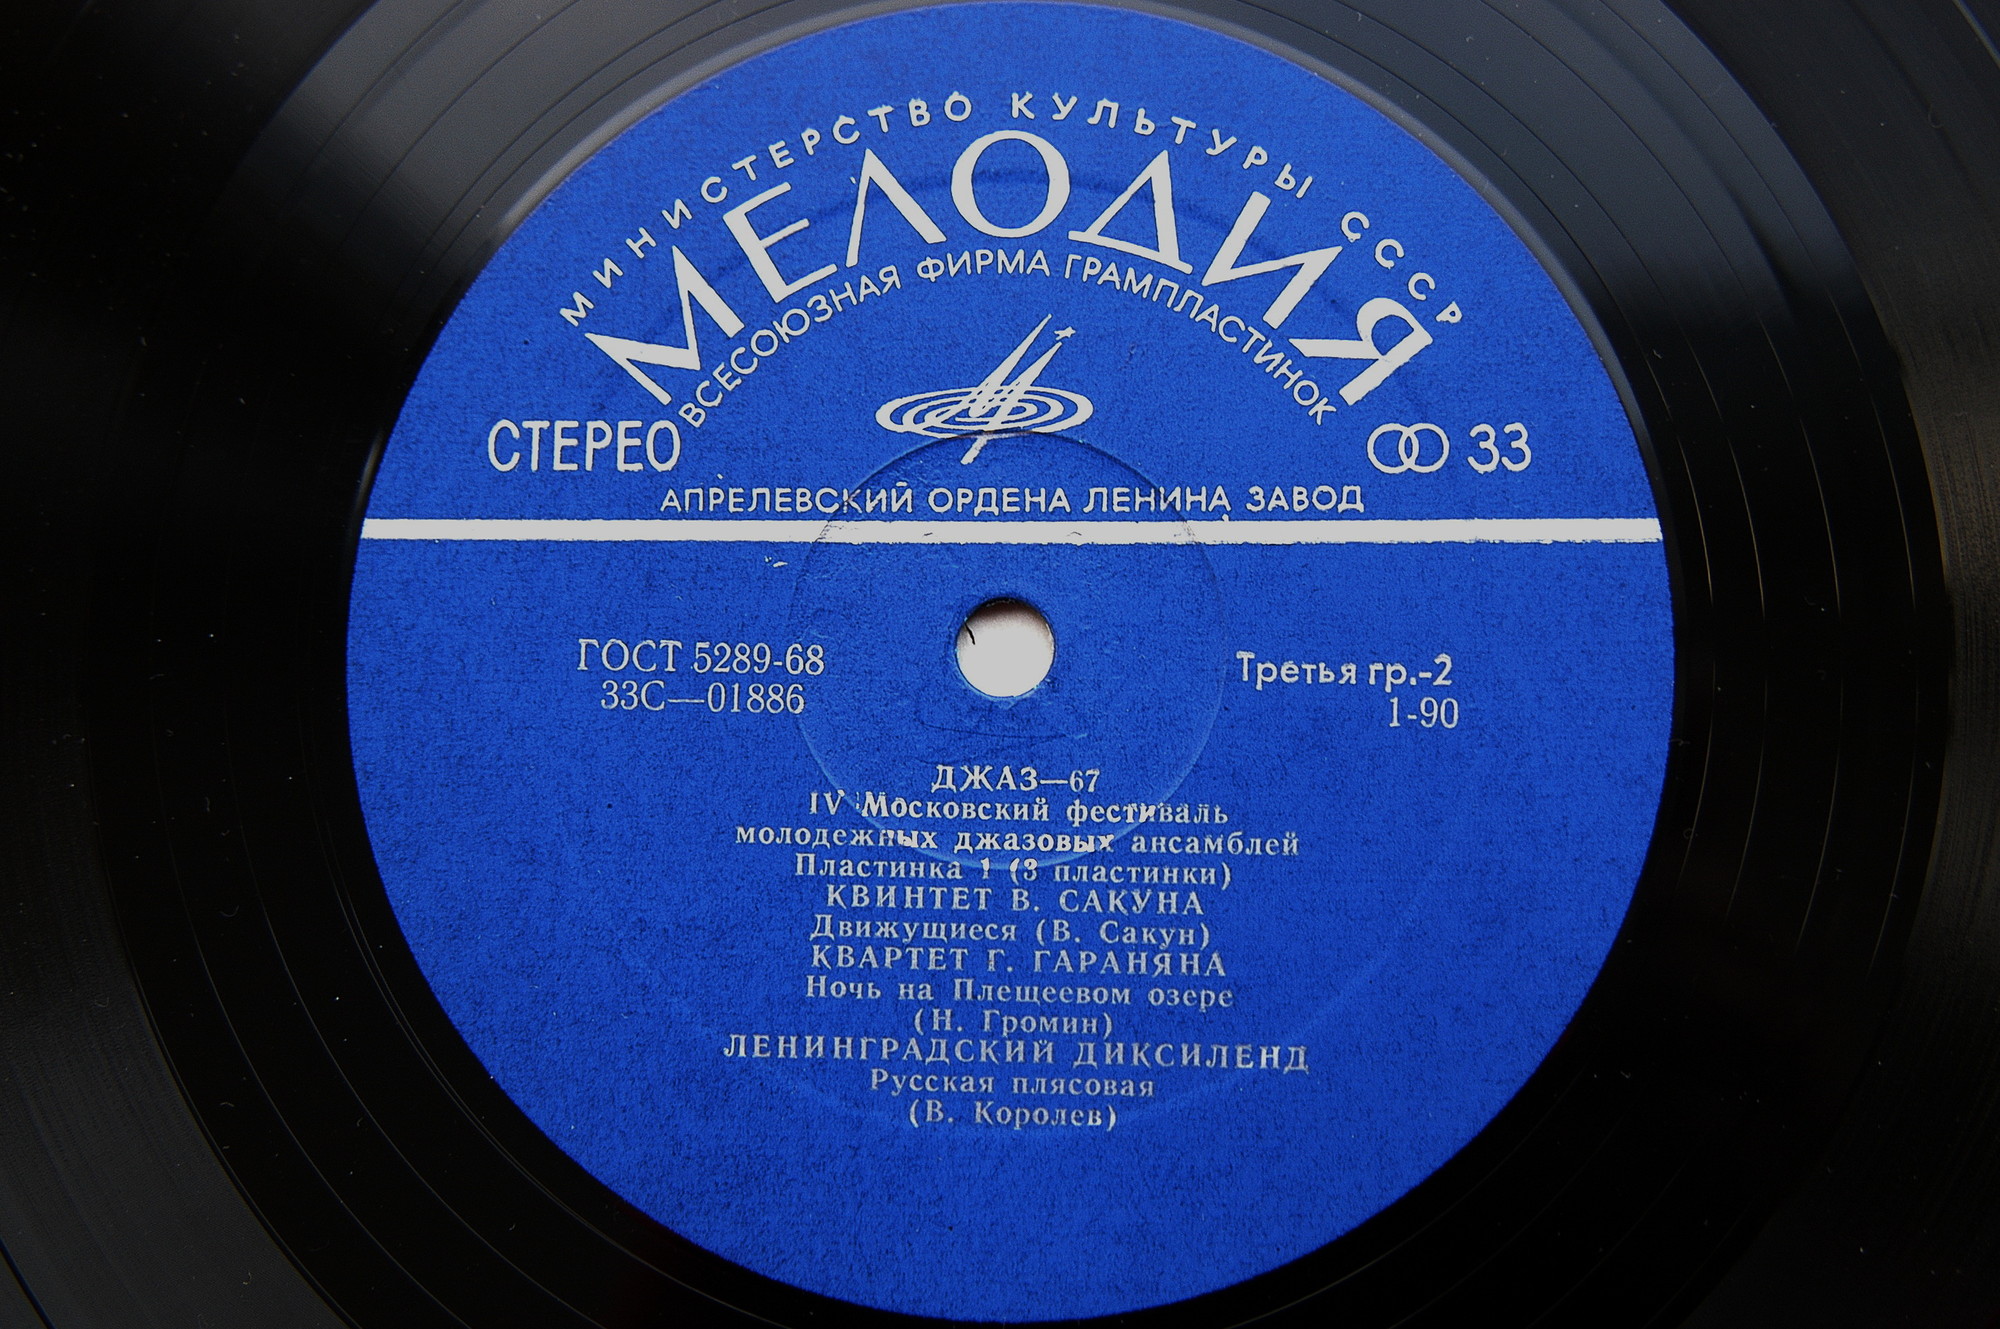 МИНИСТЕРСТВО КУЛЬТУРЫ СССР
МЕЛОДИЯ
ВСЕСОЮЗНАЯ ФИРМА ГРАМПЛАСТИНОК
СТЕРЕО
33
АПРЕЛЕВСКИЙ ОРДЕНА ЛЕНИНА ЗАВОД
ГОСТ 5289-68
33С—01886
Третья гр.-2
1-90
ДЖАЗ—67
IV Московский фестиваль
молодежных джазовых ансамблей
Пластинка 1 (3 пластинки)
КВИНТЕТ В. САКУНА
Движущиеся (В. Сакун)
КВАРТЕТ Г. ГАРАНЯНА
Ночь на Плещеевом озере
(Н. Громин)
ЛЕНИНГРАДСКИЙ ДИКСИЛЕНД
Русская плясовая
(В. Королев)